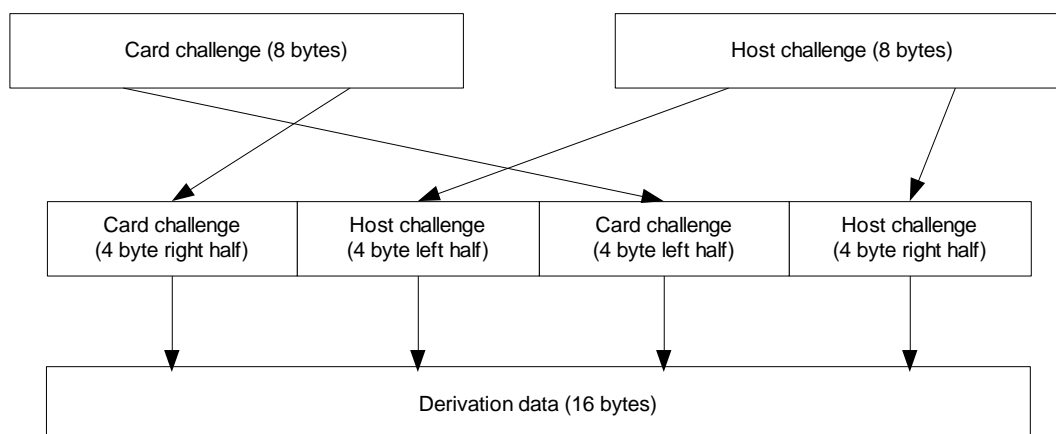 Card challenge (8 bytes)
Host challenge (8 bytes)
Card challenge
(4 byte right half)
Host challenge
(4 byte left half)
Card challenge
(4 byte left half)
Host challenge
(4 byte right half)
Derivation data (16 bytes)